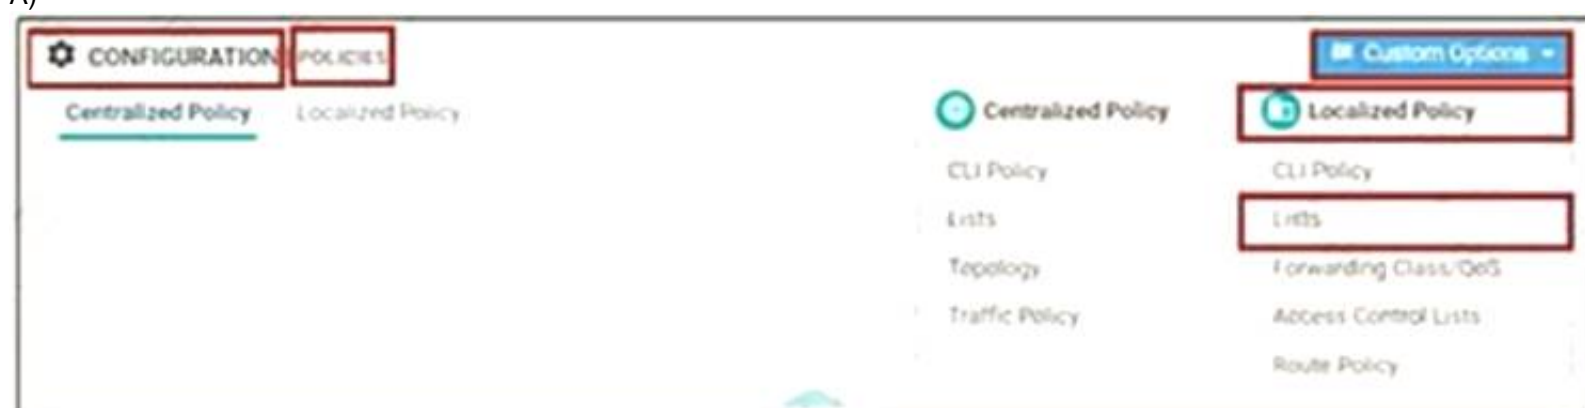 A)
CONFIGURATION POLICIES
Custom Options
Centralized Policy Localized Policy
Centralized Policy
CLI Policy
Lists
Topology
Traffic Policy
Localized Policy
CLI Policy
Lists
Forwarding Class/QoS
Access Control Lists
Route Policy